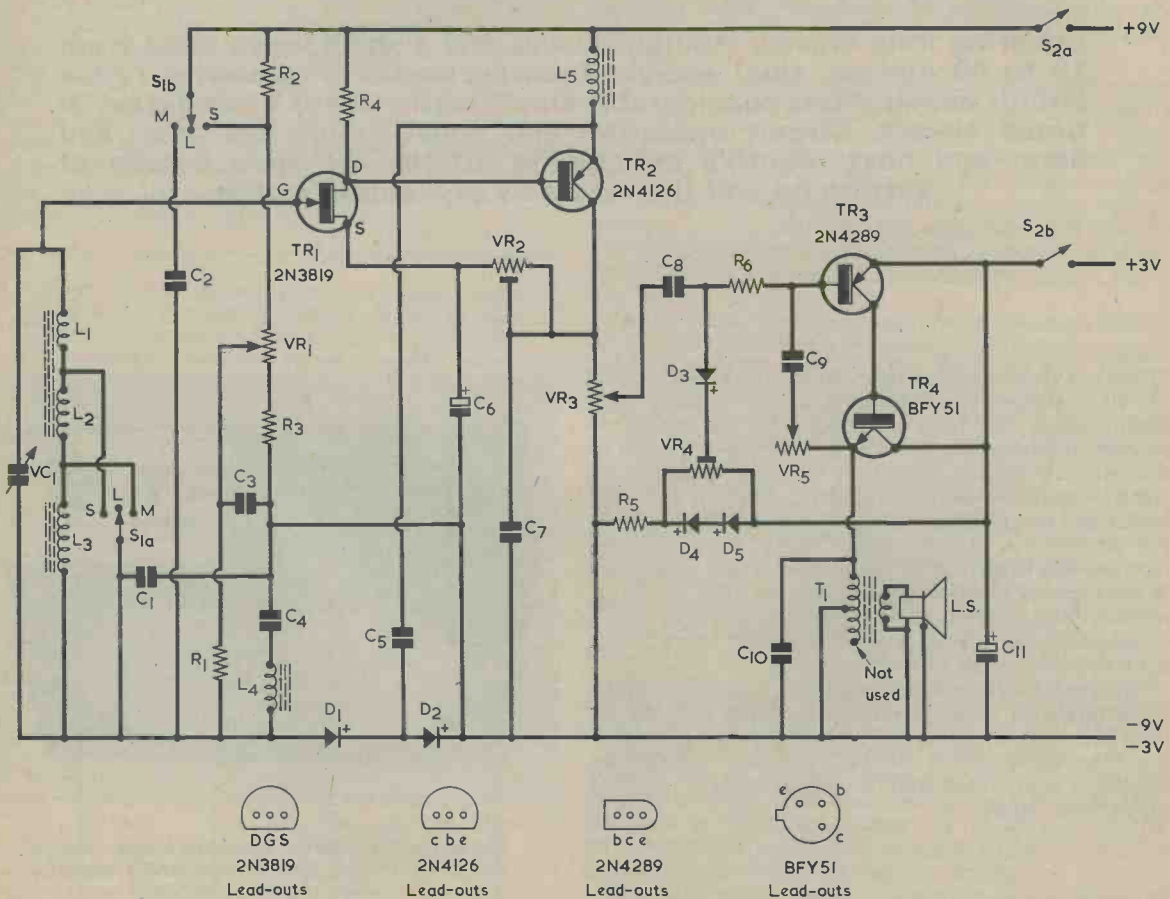 S2a
+9V
R2
R4
L5
S1b
M
S
L
TR2
2N4126
G
D
S
TR3
2N4289
S2b
TR1
2N3819
VR2
C8
R6
+3V
C2
L1
VR1
D3
C9
TR4
BFY51
L2
VR3
+
C6
R3
VR4
VR5
VC1
C3
S
L
M
R5
C7
L3
S1a
+
D4
+
D5
C1
T1
L.S.
C4
+
C11
R1
C5
C10
L4
Not
used
D1
+
D2
+
-9V
-3V
e
b
c
DGS
c b e
b c e
2N3819
2N4126
2N4289
BFY51
Lead-outs
Lead-outs
Lead-outs
Lead-outs